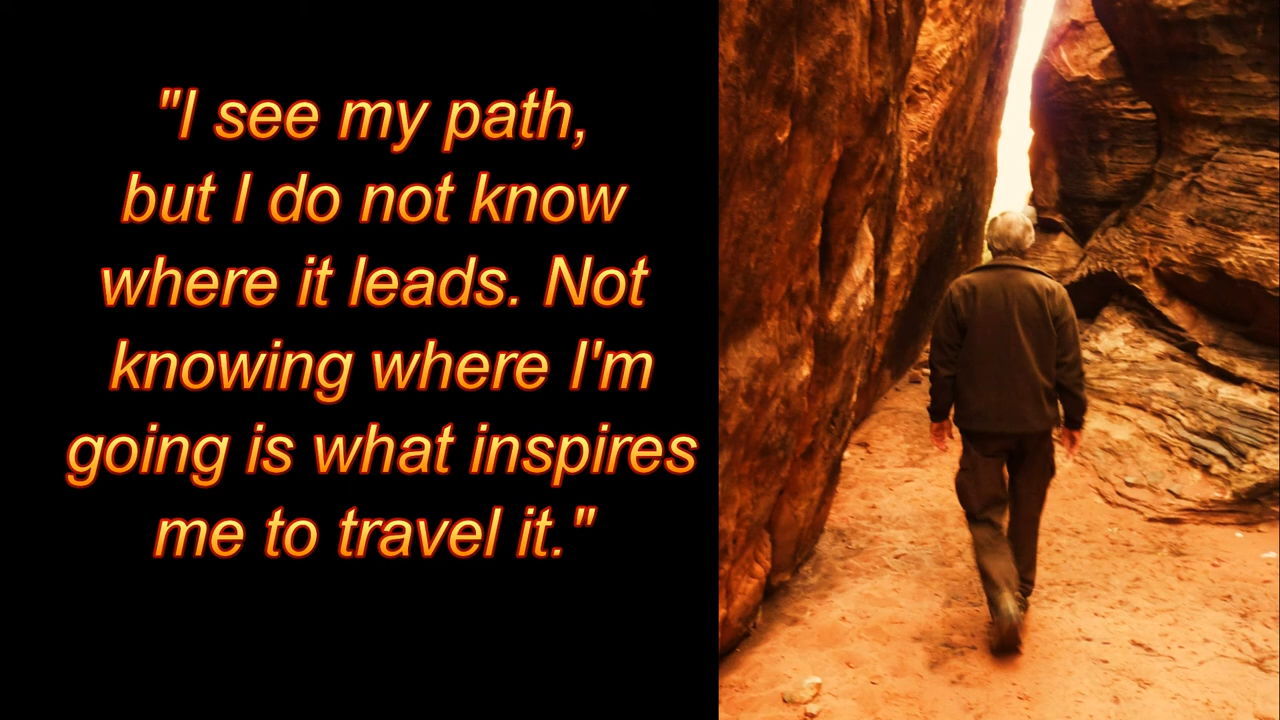 "I see my path,
but I do not know
where it leads. Not
knowing where I'm
going is what inspires
me to travel it."